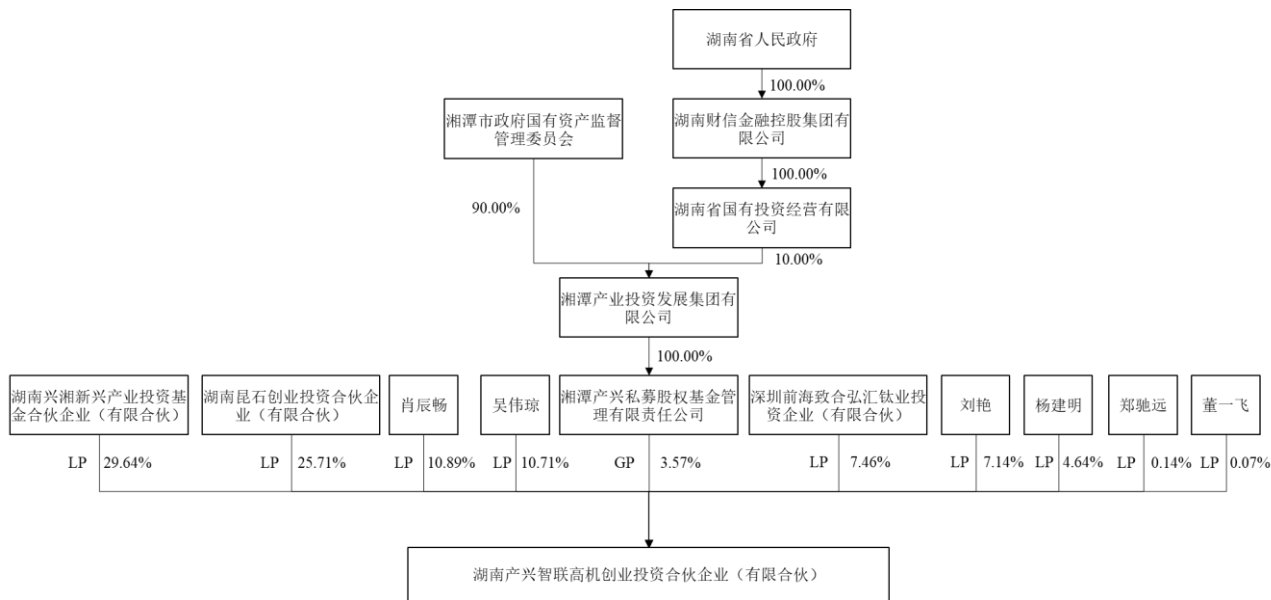 湖南省人民政府
100.00%
湘潭市政府国有资产监督
管理委员会
湖南财信金融控股集团有
限公司
100.00%
90.00%
湖南省国有投资经营有限
公司
10.00%
湘潭产业投资发展集团有
限公司
100.00%
湖南兴湘新兴产业投资基
金合伙企业（有限合伙）
湖南昆石创业投资合伙企
业（有限合伙）
肖辰畅
吴伟琼
湘潭产兴私募股权基金管
理有限责任公司
深圳前海致合弘汇钛业投
资企业（有限合伙）
刘艳
杨建明
郑驰远
董一飞
LP 29.64%
LP 25.71%
LP 10.89%
LP 10.71%
GP 3.57%
LP 7.46%
LP 7.14%
LP 4.64%
LP 0.14%
LP 0.07%
湖南产兴智联高机创业投资合伙企业（有限合伙）